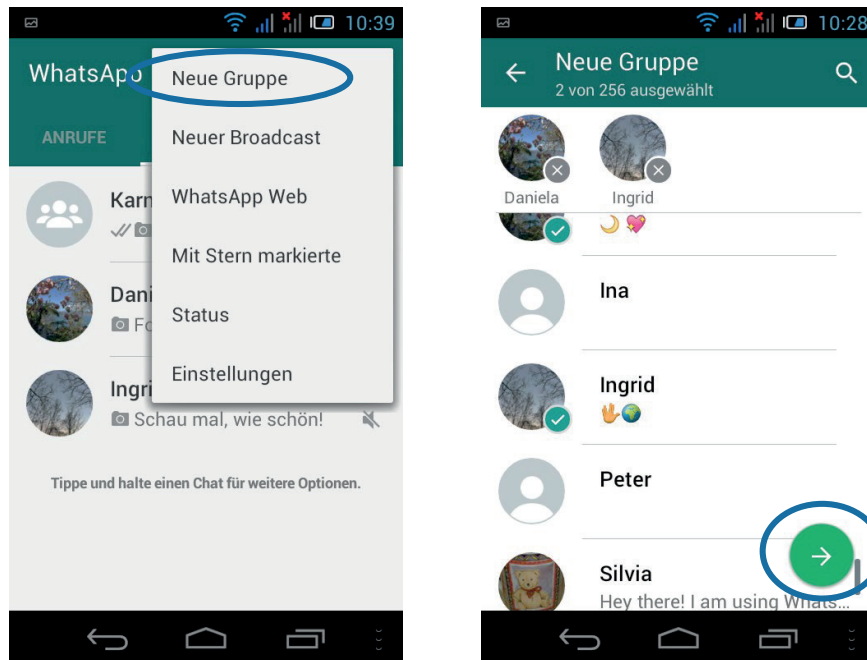 10:39
WhatsApp
Neue Gruppe
ANRUFE
Neuer Broadcast
Karn
WhatsApp Web
Mit Stern markierte
Dani
Status
Fo
Einstellungen
Ingri
Schau mal, wie schön!
Tippe und halte einen Chat für weitere Optionen.
10:28
Neue Gruppe
2 von 256 ausgewählt
Daniela
Ingrid
Ina
Ingrid
Peter
Silvia
Hey there! I am using Whats...